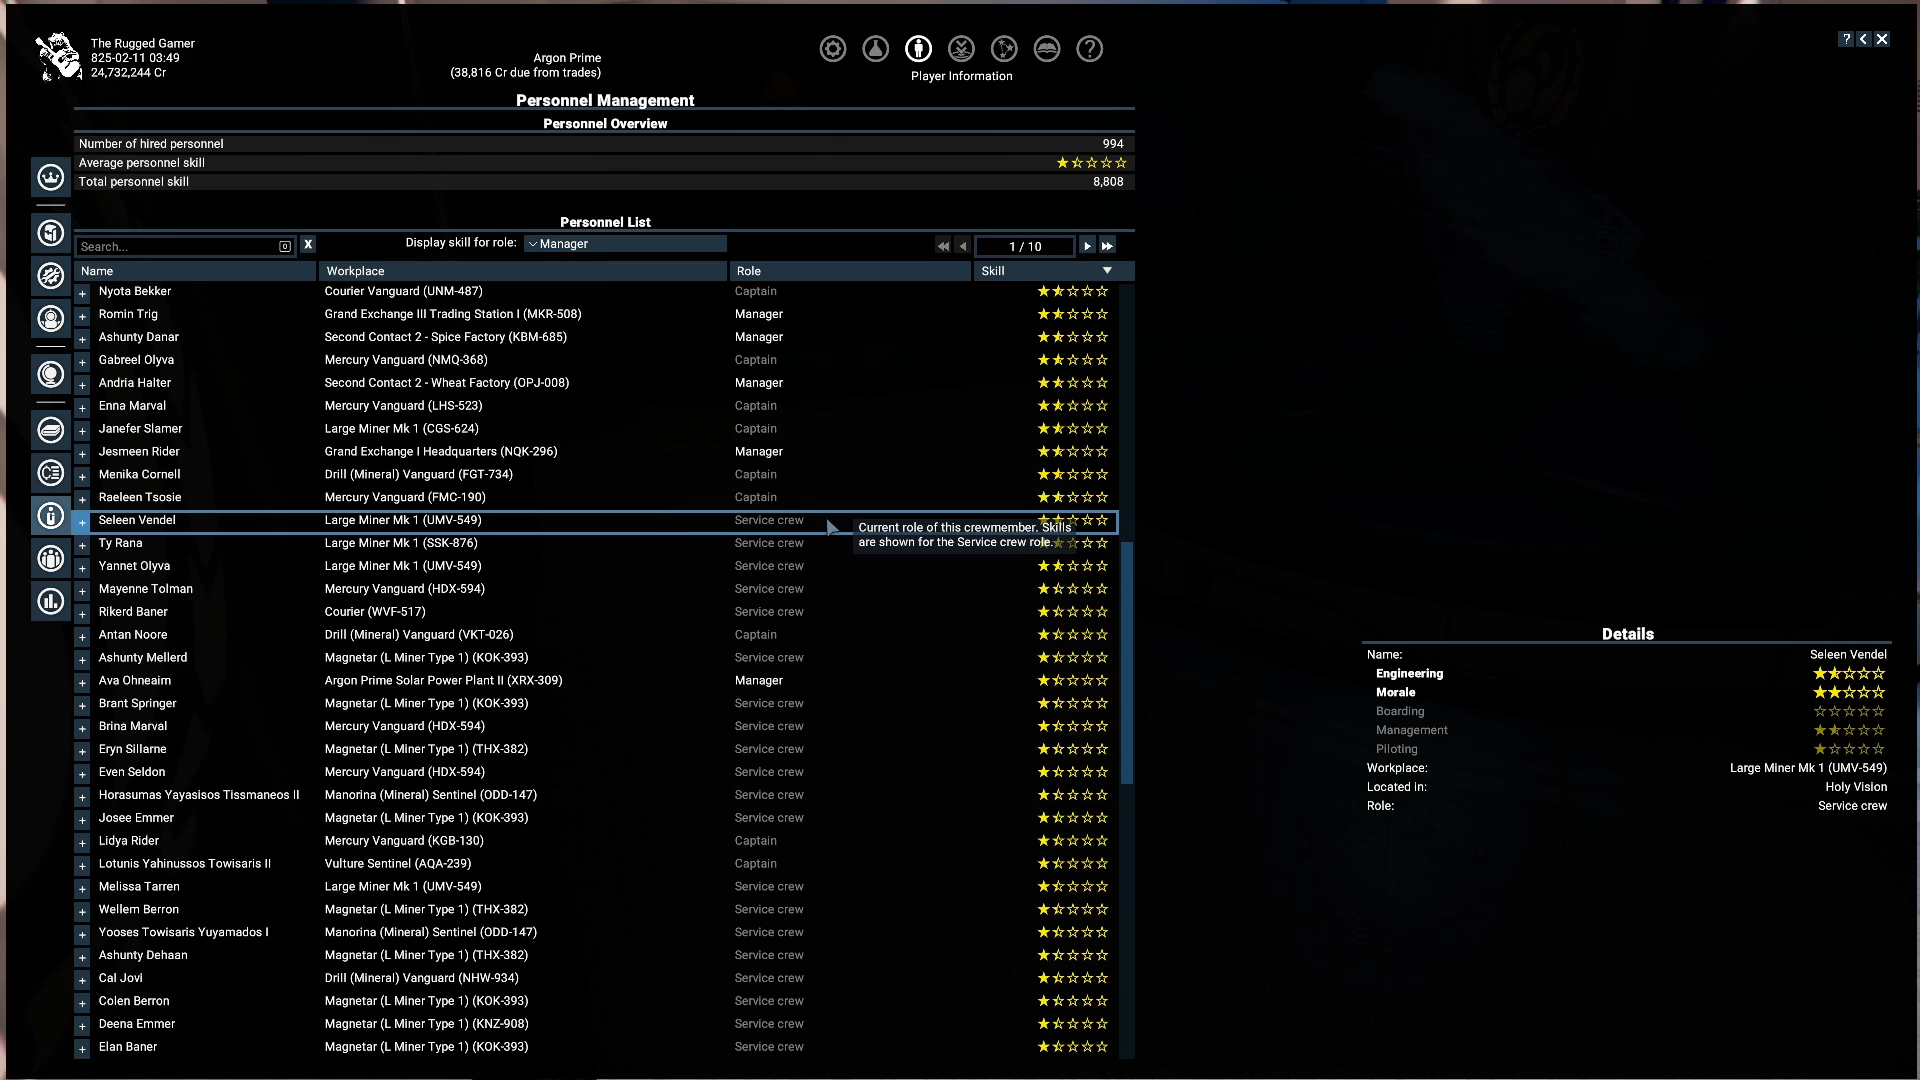 The Rugged Gamer
825-02-11 03:49
24,732,244 Cr
Argon Prime
(38,816 Cr due from trades)
Player Information
? < X
Personnel Management
Personnel Overview
Number of hired personnel 994
Average personnel skill
Total personnel skill 8,808
Personnel List
Search... X Display skill for role: Manager 1 / 10
Name Workplace Role Skill
+ Nyota Bekker Courier Vanguard (UNM-487) Captain
+ Romin Trig Grand Exchange III Trading Station I (MKR-508) Manager
+ Ashunty Danar Second Contact 2 - Spice Factory (KBM-685) Manager
+ Gabreel Olyva Mercury Vanguard (NMQ-368) Captain
+ Andria Halter Second Contact 2 - Wheat Factory (OPJ-008) Manager
+ Enna Marval Mercury Vanguard (LHS-523) Captain
+ Janefer Slamer Large Miner Mk 1 (CGS-624) Captain
+ Jesmeen Rider Grand Exchange I Headquarters (NQK-296) Manager
+ Menika Cornell Drill (Mineral) Vanguard (FGT-734) Captain
+ Raeleen Tsosie Mercury Vanguard (FMC-190) Captain
+ Seleen Vendel Large Miner Mk 1 (UMV-549) Service crew
Current role of this crewmember. Skills
are shown for the Service crew role.
+ Ty Rana Large Miner Mk 1 (SSK-876) Service crew
+ Yannet Olyva Large Miner Mk 1 (UMV-549) Service crew
+ Mayenne Tolman Mercury Vanguard (HDX-594) Service crew
+ Rikerd Baner Courier (WVF-517) Service crew
+ Antan Noore Drill (Mineral) Vanguard (VKT-026) Captain
+ Ashunty Mellerd Magnetar (L Miner Type 1) (KOK-393) Service crew
+ Ava Ohneaim Argon Prime Solar Power Plant II (XRX-309) Manager
+ Brant Springer Magnetar (L Miner Type 1) (KOK-393) Service crew
+ Brina Marval Mercury Vanguard (HDX-594) Service crew
+ Eryn Sillarne Magnetar (L Miner Type 1) (THX-382) Service crew
+ Even Seldon Mercury Vanguard (HDX-594) Service crew
+ Horasumas Yayasisos Tissmaneos II Manorina (Mineral) Sentinel (ODD-147) Service crew
+ Josee Emmer Magnetar (L Miner Type 1) (KOK-393) Service crew
+ Lidya Rider Mercury Vanguard (KGB-130) Captain
+ Lotunis Yahinussos Towisaris II Vulture Sentinel (AQA-239) Captain
+ Melissa Tarren Large Miner Mk 1 (UMV-549) Service crew
+ Wellem Berron Magnetar (L Miner Type 1) (THX-382) Service crew
+ Yooses Towisaris Yuyamados I Manorina (Mineral) Sentinel (ODD-147) Service crew
+ Ashunty Dehaan Magnetar (L Miner Type 1) (THX-382) Service crew
+ Cal Jovi Drill (Mineral) Vanguard (NHW-934) Service crew
+ Colen Berron Magnetar (L Miner Type 1) (KOK-393) Service crew
+ Deena Emmer Magnetar (L Miner Type 1) (KNZ-908) Service crew
+ Elan Baner Magnetar (L Miner Type 1) (KOK-393) Service crew
Details
Name: Seleen Vendel
Engineering
Morale
Boarding
Management
Piloting
Workplace: Large Miner Mk 1 (UMV-549)
Located in: Holy Vision
Role: Service crew